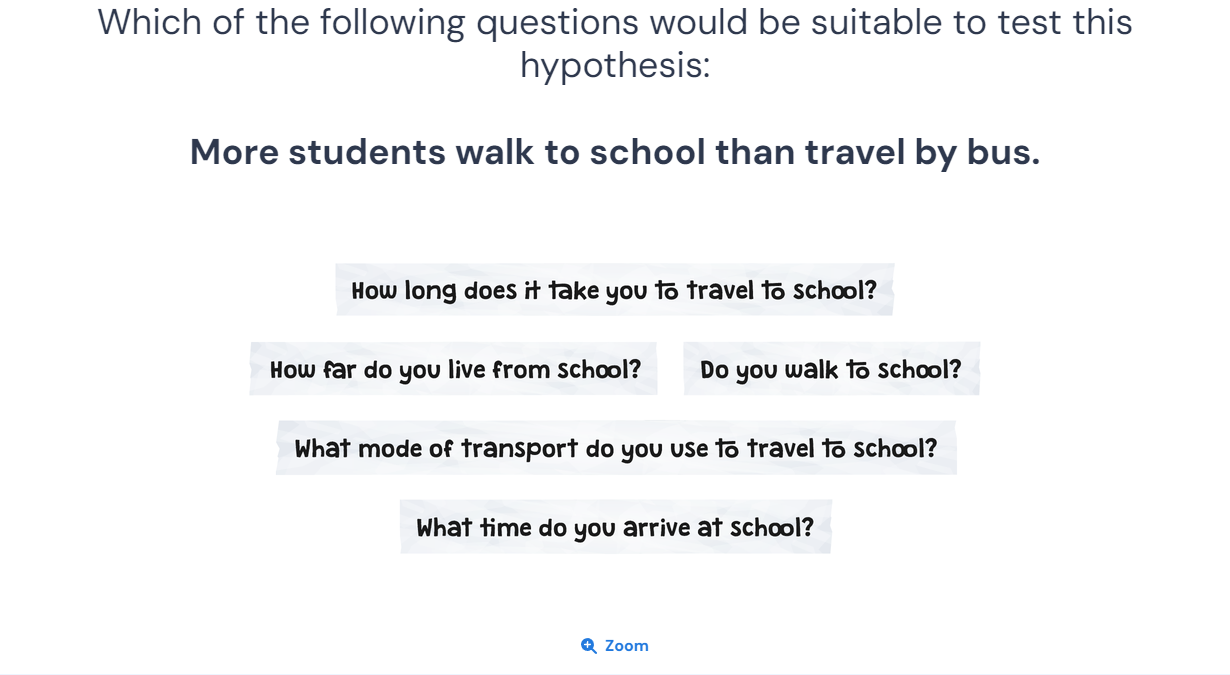 Which of the following questions would be suitable to test this
hypothesis:
More students walk to school than travel by bus.
How long does it take you to travel to school?
How far do you live from school?
Do you walk to school?
What mode of transport do you use to travel to school?
What time do you arrive at school?
Zoom